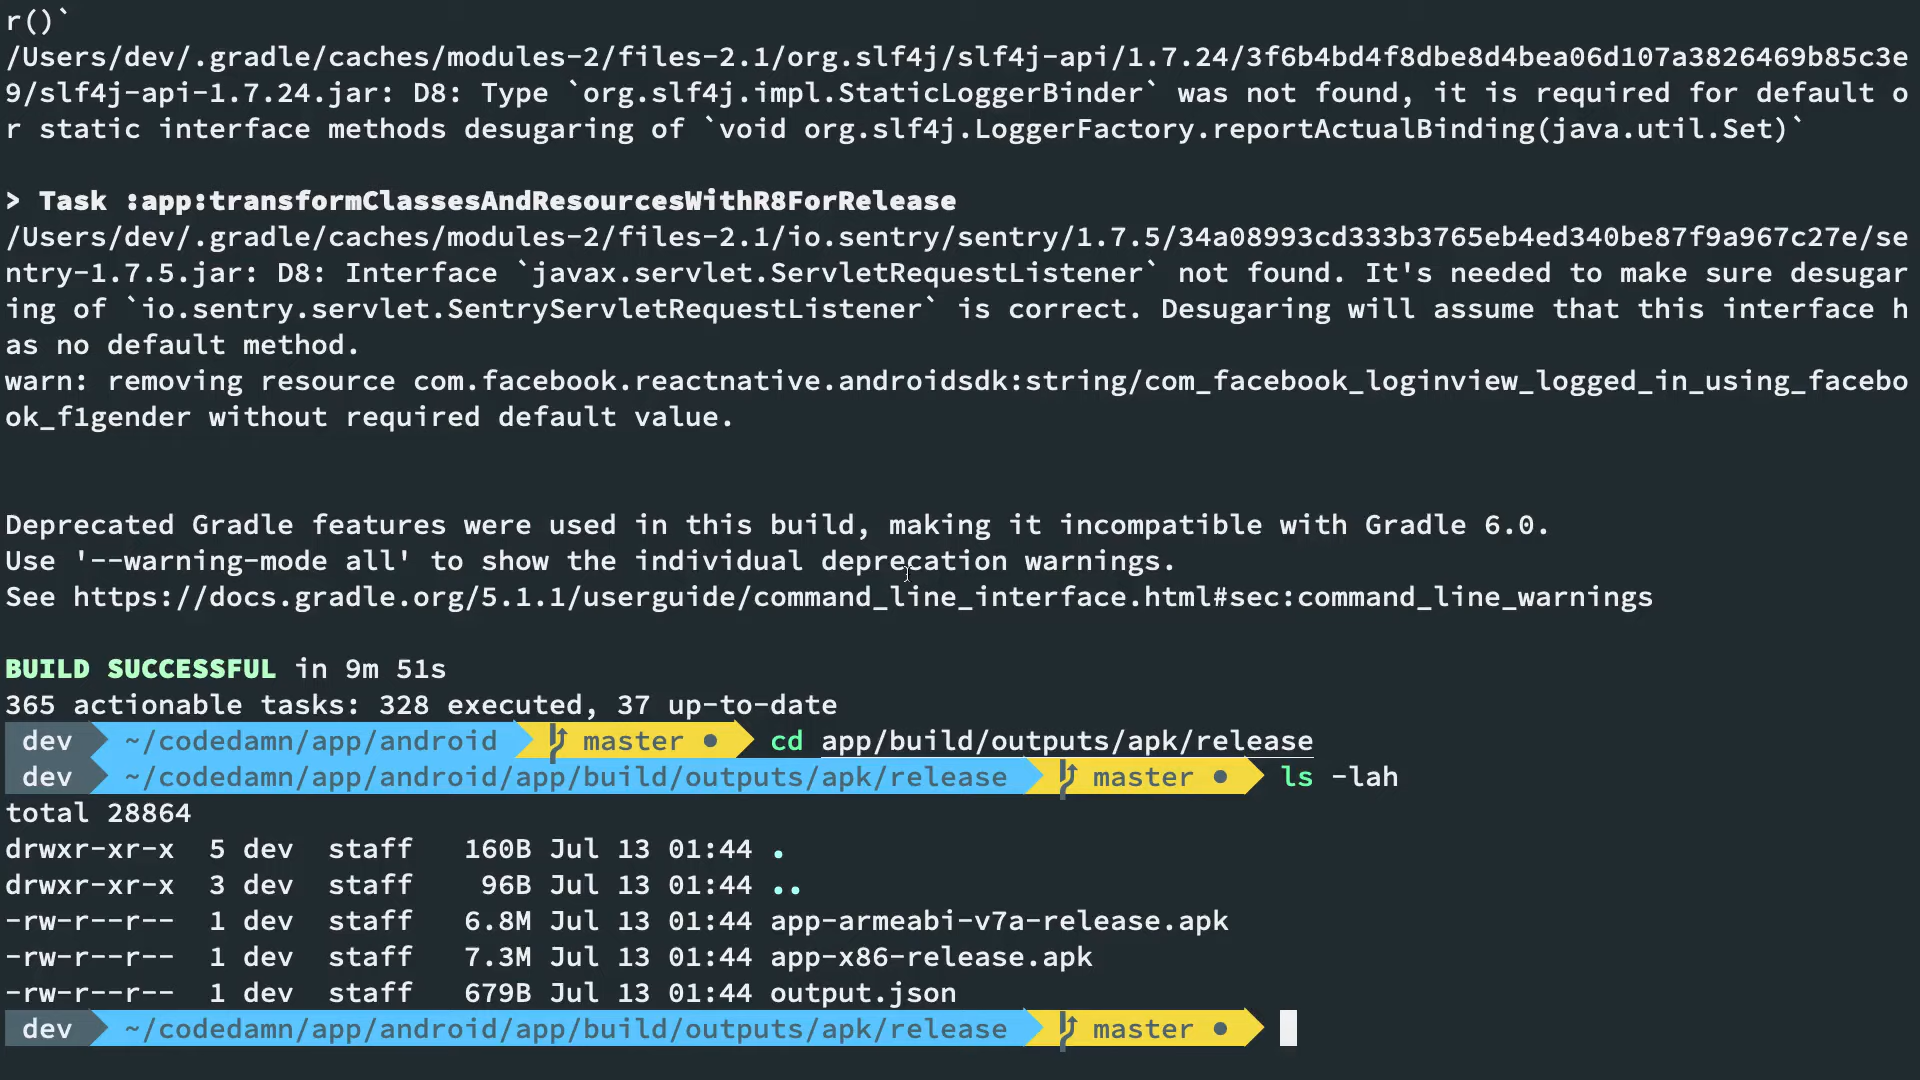 r()`
/Users/dev/.gradle/caches/modules-2/files-2.1/org.slf4j/slf4j-api/1.7.24/3f6b4bd4f8dbe8d4bea06d107a3826469b85c3e
9/slf4j-api-1.7.24.jar: D8: Type `org.slf4j.impl.StaticLoggerBinder` was not found, it is required for default o
r static interface methods desugaring of `void org.slf4j.LoggerFactory.reportActualBinding(java.util.Set)`
> Task :app:transformClassesAndResourcesWithR8ForRelease
/Users/dev/.gradle/caches/modules-2/files-2.1/io.sentry/sentry/1.7.5/34a08993cd333b3765eb4ed340be87f9a967c27e/se
ntry-1.7.5.jar: D8: Interface `javax.servlet.ServletRequestListener` not found. It's needed to make sure desugar
ing of `io.sentry.servlet.SentryServletRequestListener` is correct. Desugaring will assume that this interface h
as no default method.
warn: removing resource com.facebook.reactnative.androidsdk:string/com_facebook_loginview_logged_in_using_facebo
ok_f1gender without required default value.
Deprecated Gradle features were used in this build, making it incompatible with Gradle 6.0.
Use '--warning-mode all' to show the individual deprecation warnings.
See https://docs.gradle.org/5.1.1/userguide/command_line_interface.html#sec:command_line_warnings
BUILD SUCCESSFUL in 9m 51s
365 actionable tasks: 328 executed, 37 up-to-date
dev ~/codedamn/app/android master ● cd app/build/outputs/apk/release
dev ~/codedamn/app/android/app/build/outputs/apk/release master ● ls -lah
total 28864
drwxr-xr-x 5 dev staff 160B Jul 13 01:44 .
drwxr-xr-x 3 dev staff 96B Jul 13 01:44 ..
-rw-r--r-- 1 dev staff 6.8M Jul 13 01:44 app-armeabi-v7a-release.apk
-rw-r--r-- 1 dev staff 7.3M Jul 13 01:44 app-x86-release.apk
-rw-r--r-- 1 dev staff 679B Jul 13 01:44 output.json
dev ~/codedamn/app/android/app/build/outputs/apk/release master ●